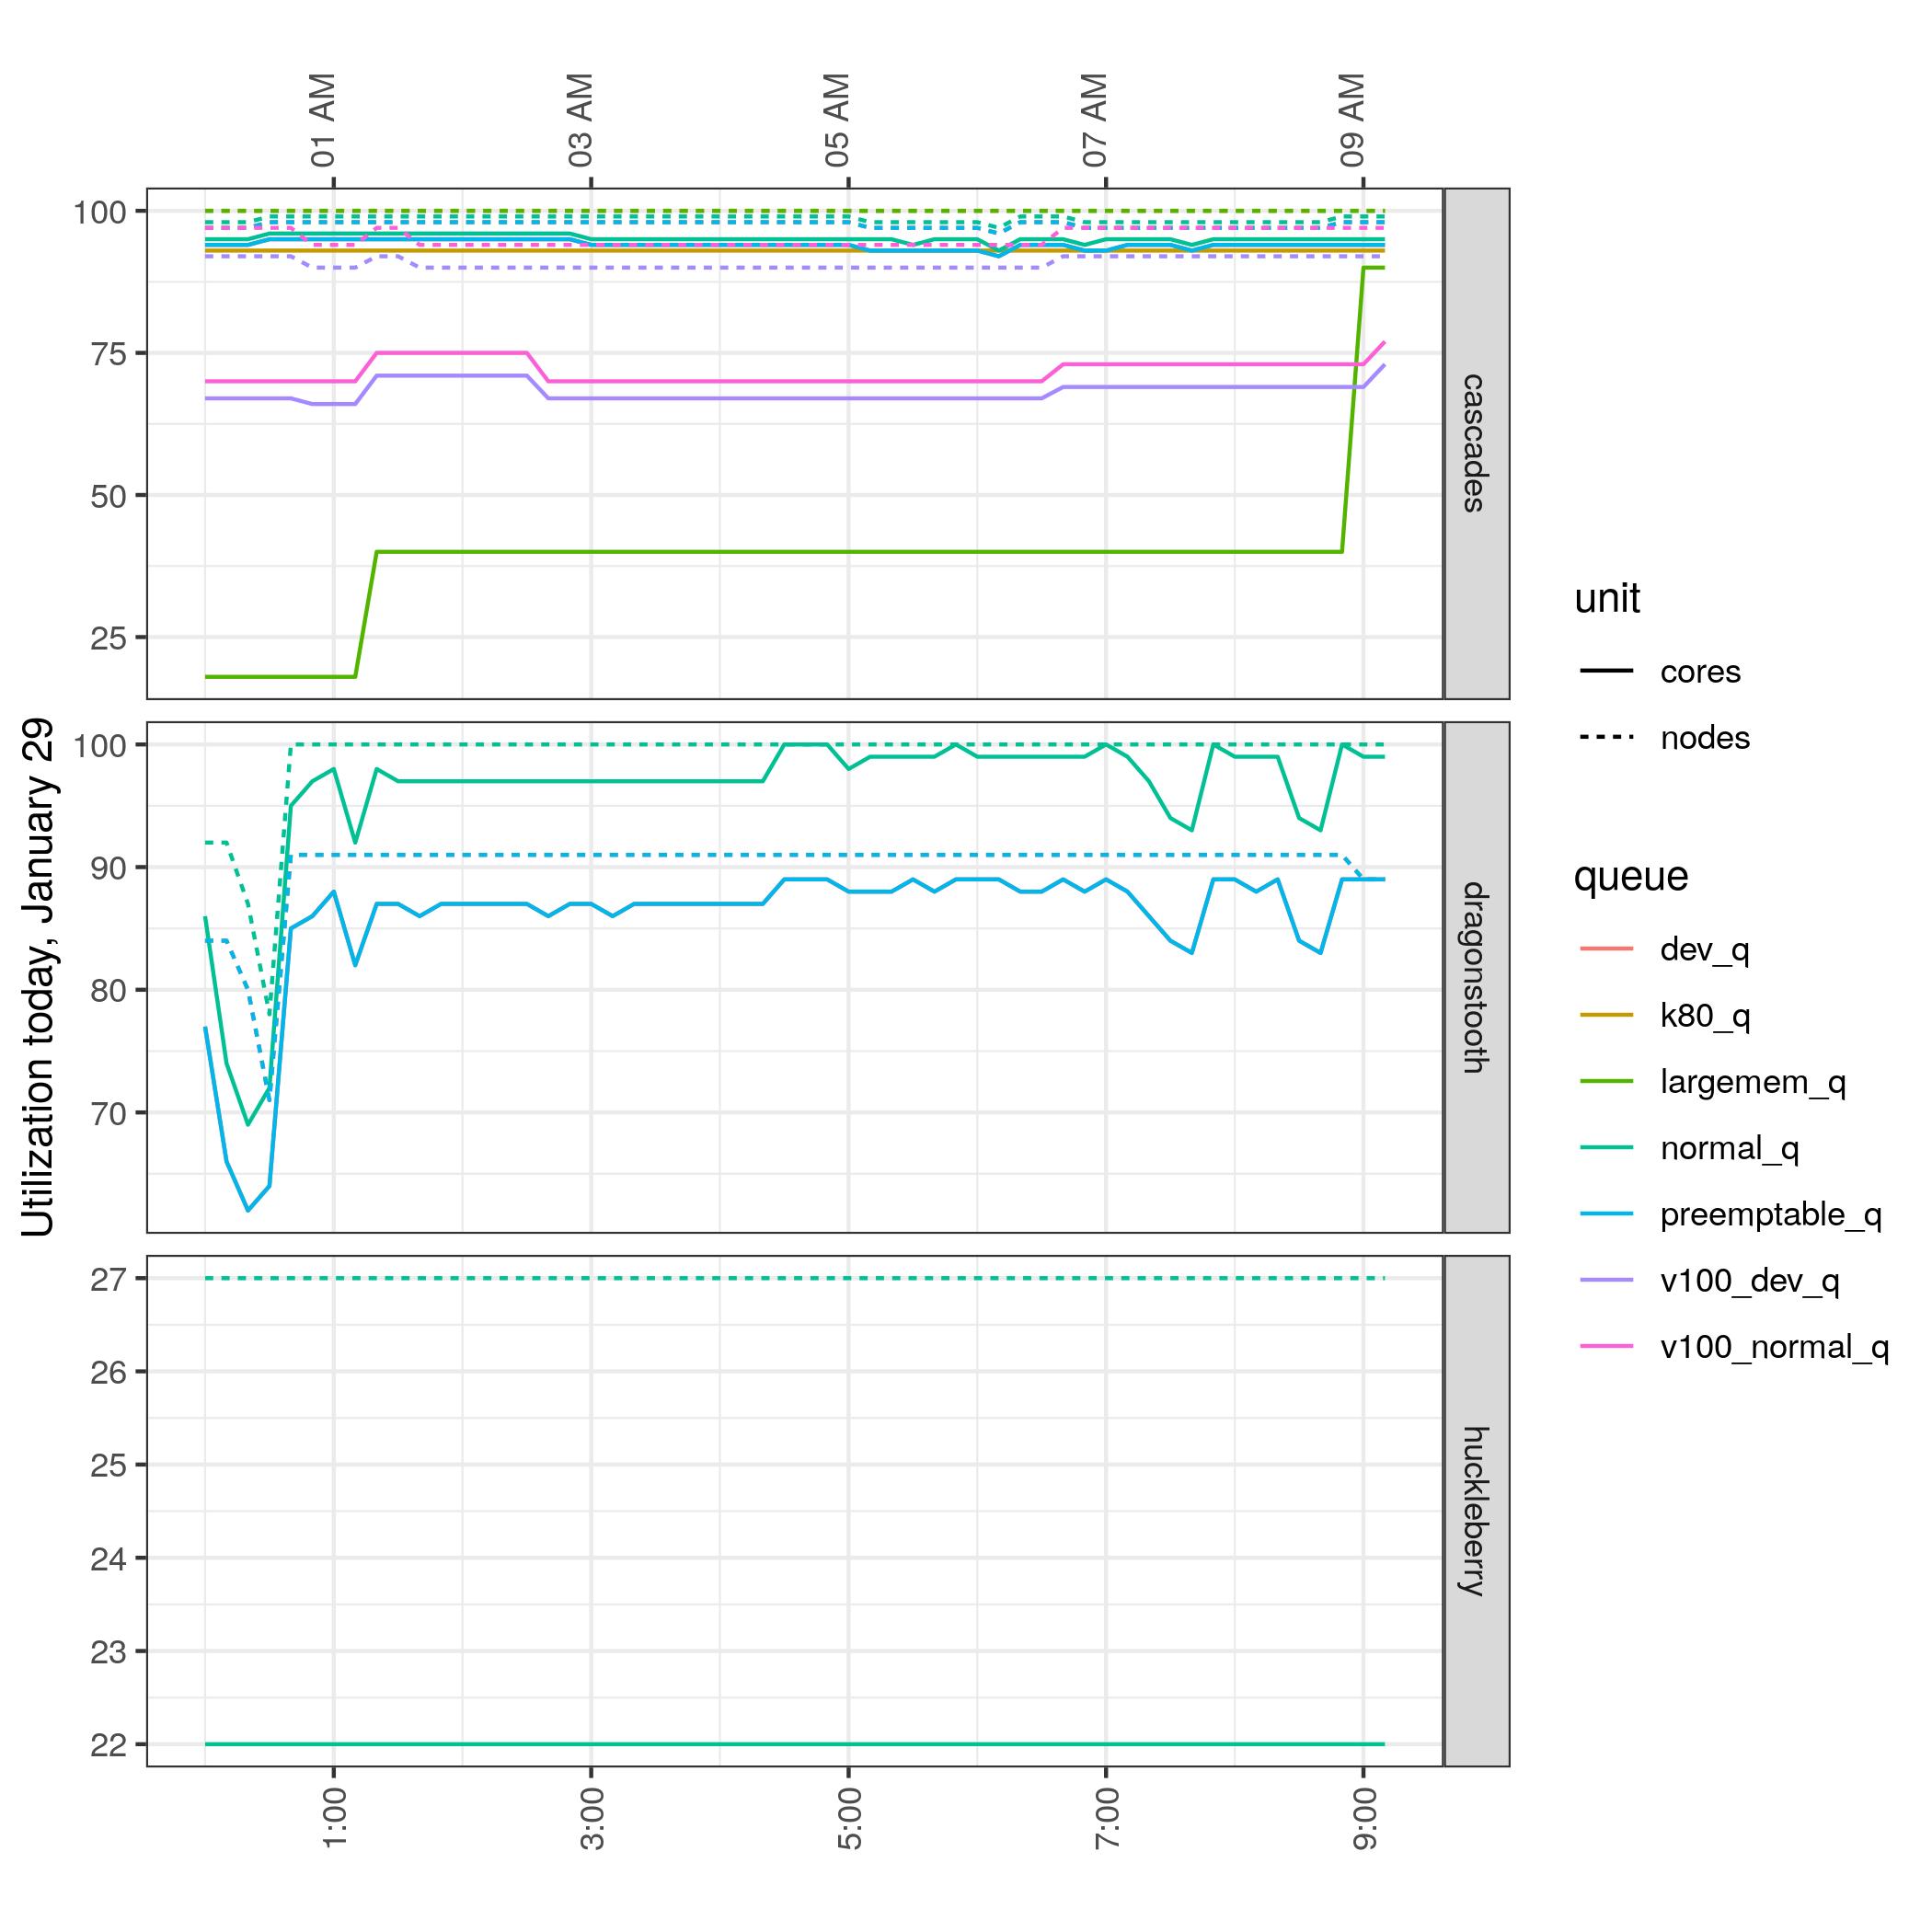 01 AM
03 AM
05 AM
07 AM
09 AM
100
75
50
25
cascades
Utilization today, January 29
100
90
80
70
dragonstooth
27
26
25
24
23
22
huckleberry
1:00
3:00
5:00
7:00
9:00
unit
cores
nodes
queue
dev_q
k80_q
largemem_q
normal_q
preemptable_q
v100_dev_q
v100_normal_q